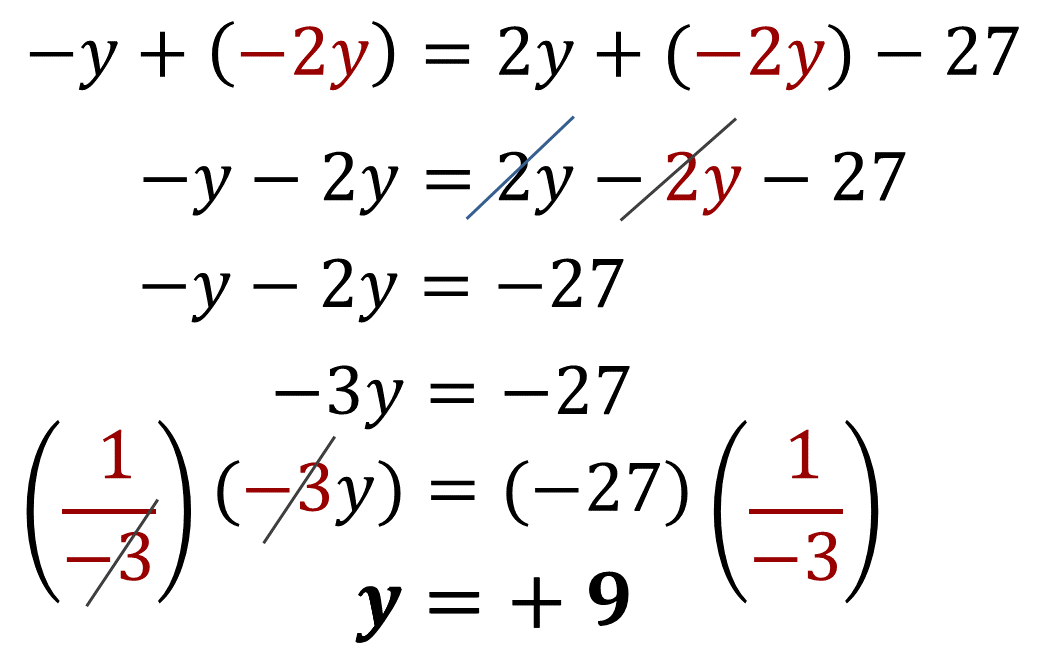 −y + (−2y) = 2y + (−2y) − 27
−y − 2y = 2y − 2y − 27
−y − 2y = −27
−3y = −27
(1/−3) (−3y) = (−27) (1/−3)
y = + 9